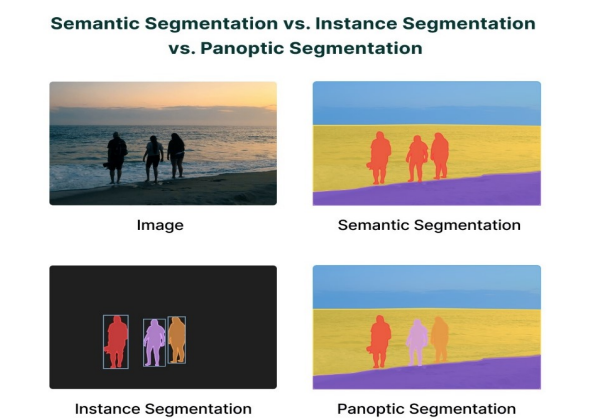 Semantic Segmentation vs. Instance Segmentation
vs. Panoptic Segmentation
Image
Semantic Segmentation
Instance Segmentation
Panoptic Segmentation